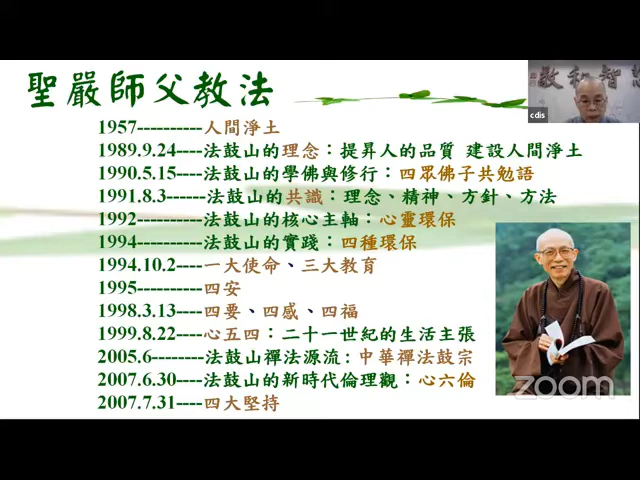 聖嚴師父教法
1957----------人間淨土
1989.9.24----法鼓山的理念：提昇人的品質 建設人間淨土
1990.5.15----法鼓山的學佛與修行：四眾佛子共勉語
1991.8.3------法鼓山的共識：理念、精神、方針、方法
1992----------法鼓山的核心主軸：心靈環保
1994----------法鼓山的實踐：四種環保
1994.10.2----一大使命、三大教育
1995----------四安
1998.3.13----四要、四感、四福
1999.8.22----心五四：二十一世紀的生活主張
2005.6--------法鼓山禪法源流：中華禪法鼓宗
2007.6.30----法鼓山的新時代倫理觀：心六倫
2007.7.31----四大堅持
敬和智慧
cdis
zoom